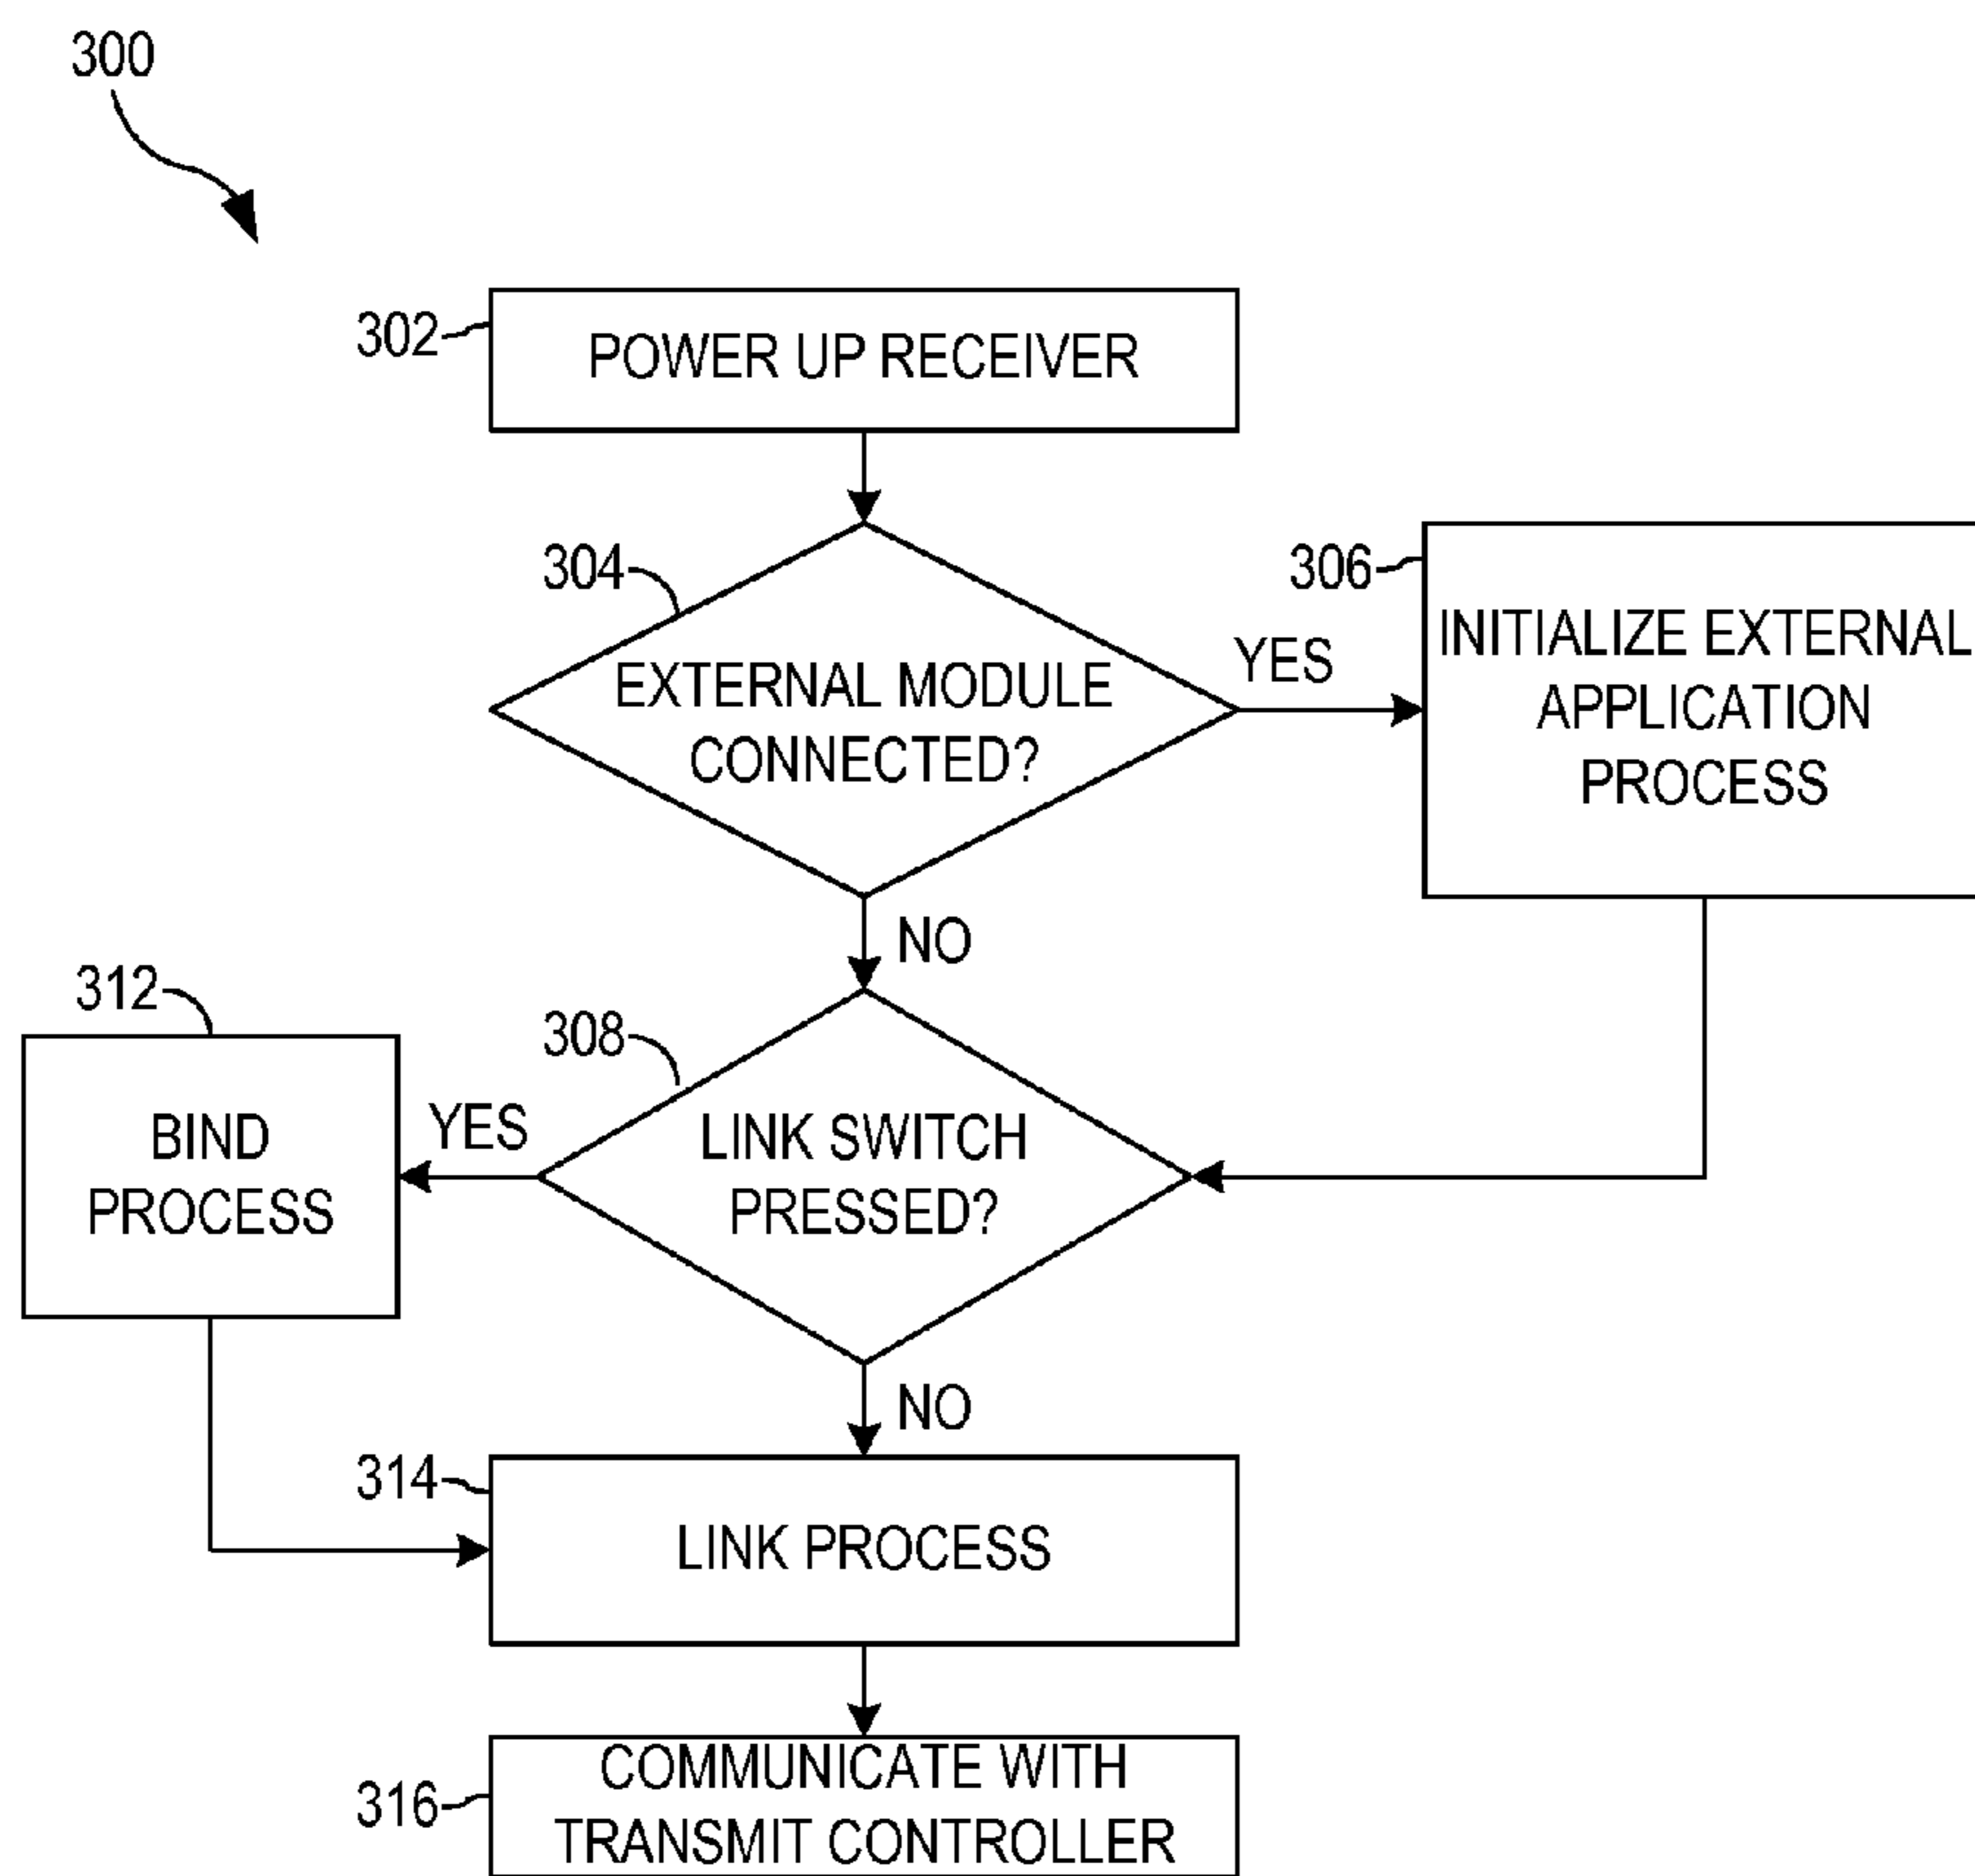 300
302
POWER UP RECEIVER
304
EXTERNAL MODULE
CONNECTED?
YES
306
INITIALIZE EXTERNAL
APPLICATION
PROCESS
NO
312
BIND
PROCESS
YES
308
LINK SWITCH
PRESSED?
NO
314
LINK PROCESS
316
COMMUNICATE WITH
TRANSMIT CONTROLLER